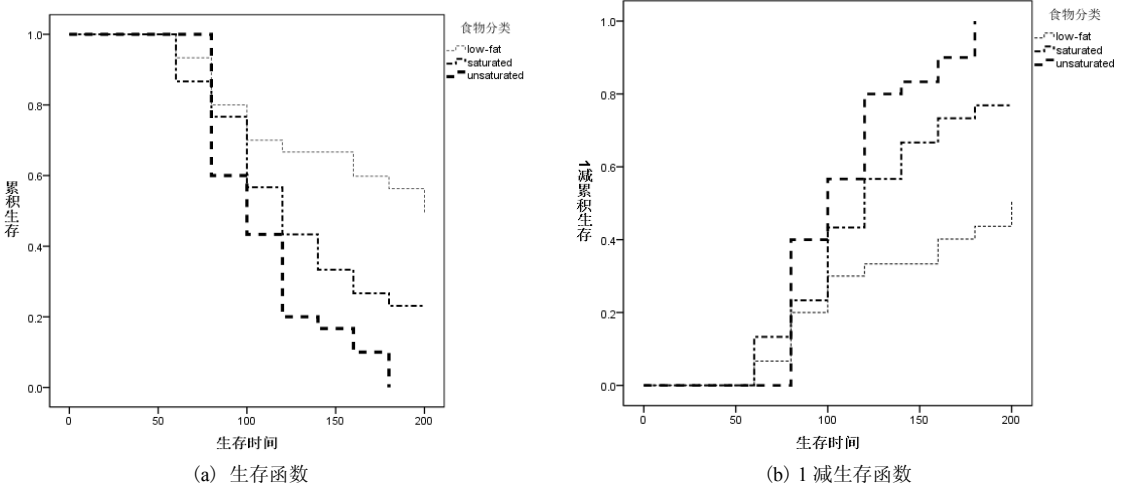 食物分类
low-fat
saturated
unsaturated
1.0
0.8
0.6
0.4
0.2
0.0
累积生存
0
50
100
150
200
生存时间
(a) 生存函数
食物分类
low-fat
saturated
unsaturated
1.0
0.8
0.6
0.4
0.2
0.0
1减累积生存
0
50
100
150
200
生存时间
(b) 1 减生存函数